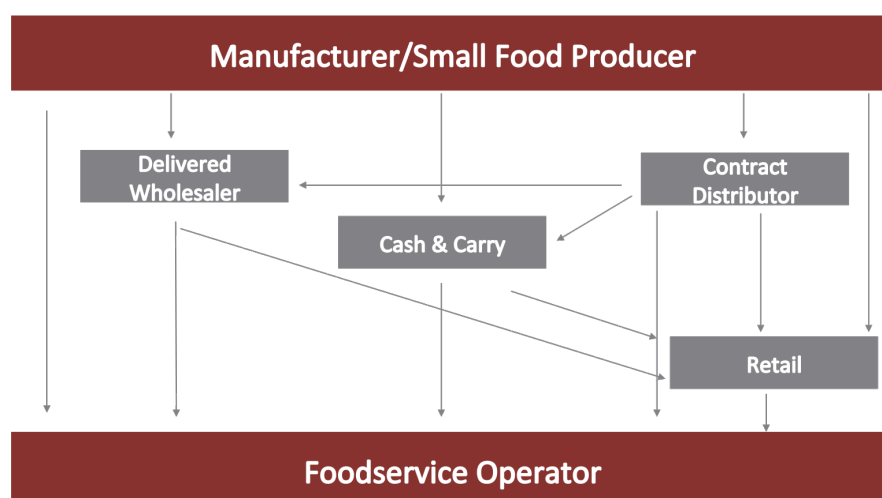 Manufacturer/Small Food Producer
Delivered
Wholesaler
Contract
Distributor
Cash & Carry
Retail
Foodservice Operator